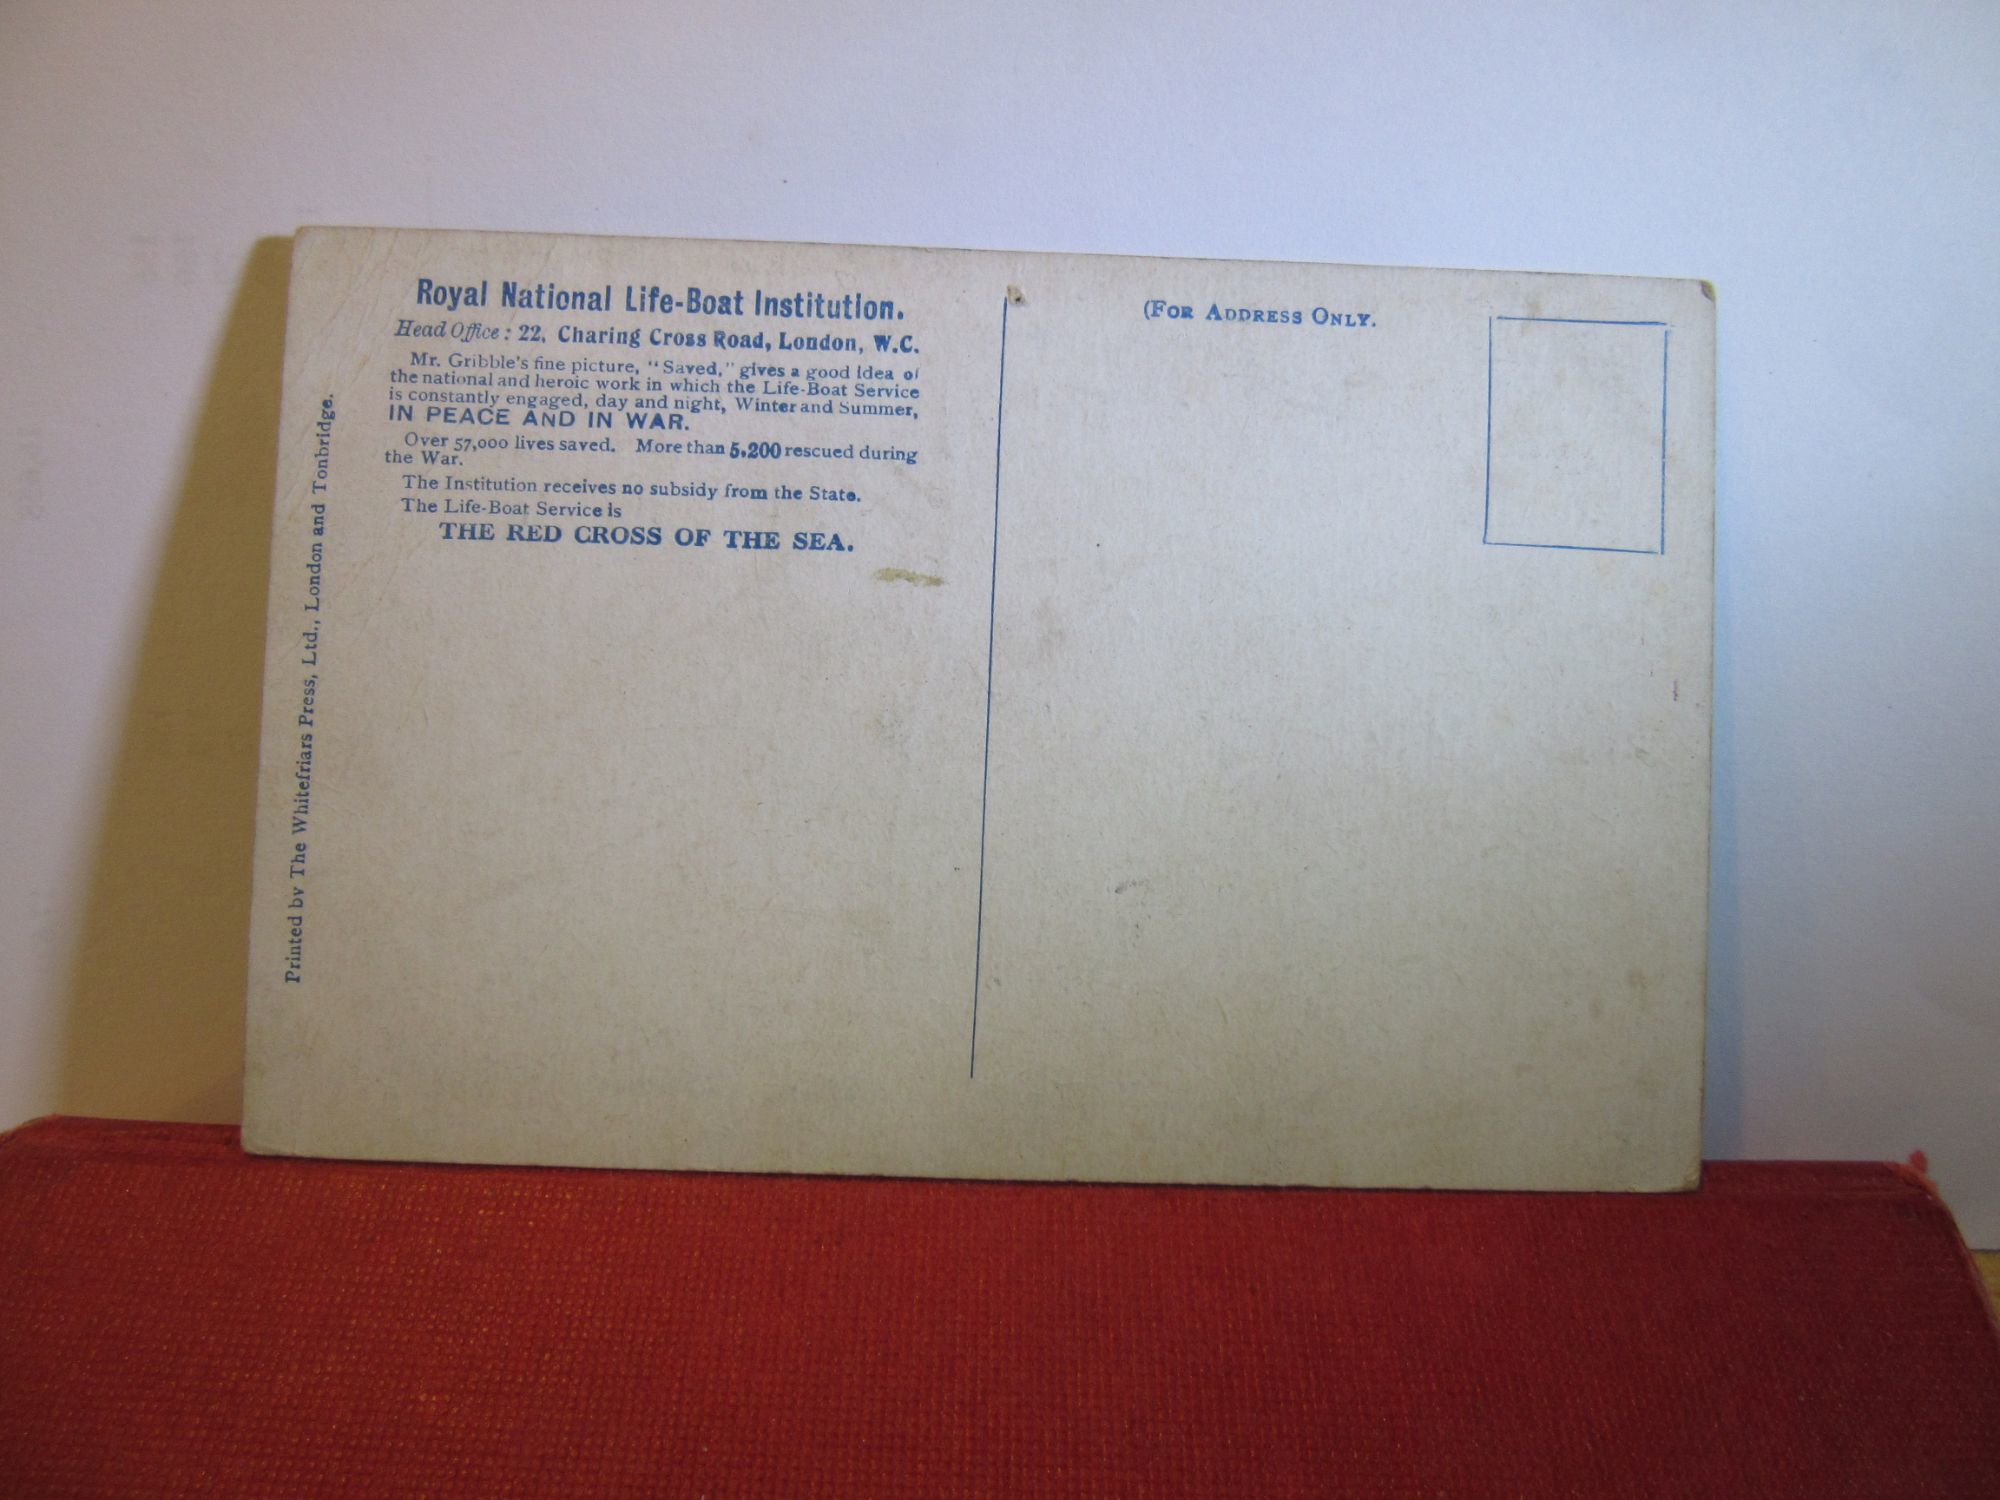 Royal National Life-Boat Institution.
Head Office: 22, Charing Cross Road, London, W.C.
Mr. Gribble's fine picture, "Saved," gives a good idea of
the national and heroic work in which the Life-Boat Service
is constantly engaged, day and night, Winter and Summer,
IN PEACE AND IN WAR.
Over 57,000 lives saved. More than 5,200 rescued during
the War.
The Institution receives no subsidy from the State.
The Life-Boat Service is
THE RED CROSS OF THE SEA.
Printed by The Whitefriars Press, Ltd., London and Tonbridge.
(FOR ADDRESS ONLY.